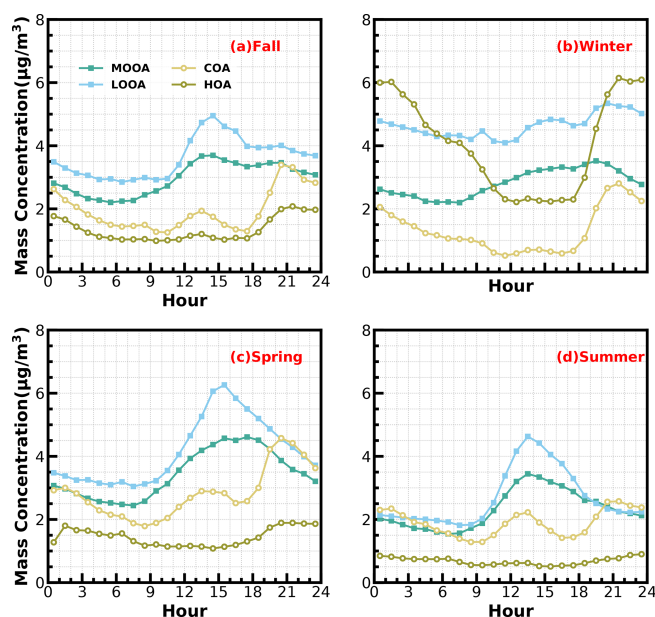 8
6
4
2
0
Mass Concentration(μg/m³)
(a)Fall
MOOA
LOOA
COA
HOA
0 3 6 9 12 15 18 21 24
Hour
8
6
4
2
0
(b)Winter
0 3 6 9 12 15 18 21 24
Hour
8
6
4
2
0
Mass Concentration(μg/m³)
(c)Spring
0 3 6 9 12 15 18 21 24
Hour
8
6
4
2
0
(d)Summer
0 3 6 9 12 15 18 21 24
Hour